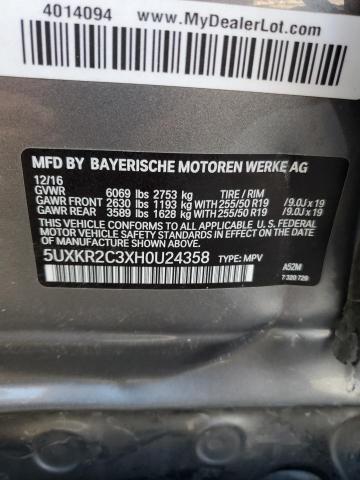 4014094
www.MyDealerLot.com
MFD BY BAYERISCHE MOTOREN WERKE AG
12/16
GVWR 6069 lbs 2753 kg TIRE / RIM
GAWR FRONT 2630 lbs 1193 kg WITH 255/50 R19 /9.0J x 19
GAWR REAR 3589 lbs 1628 kg WITH 255/50 R19 /9.0J x 19
THIS VEHICLE CONFORMS TO ALL APPLICABLE U.S. FEDERAL
MOTOR VEHICLE SAFETY STANDARDS IN EFFECT ON THE
DATE OF MANUFACTURE SHOWN ABOVE.
5UXKR2C3XH0U24358 TYPE: MPV
A52M
7 320 729